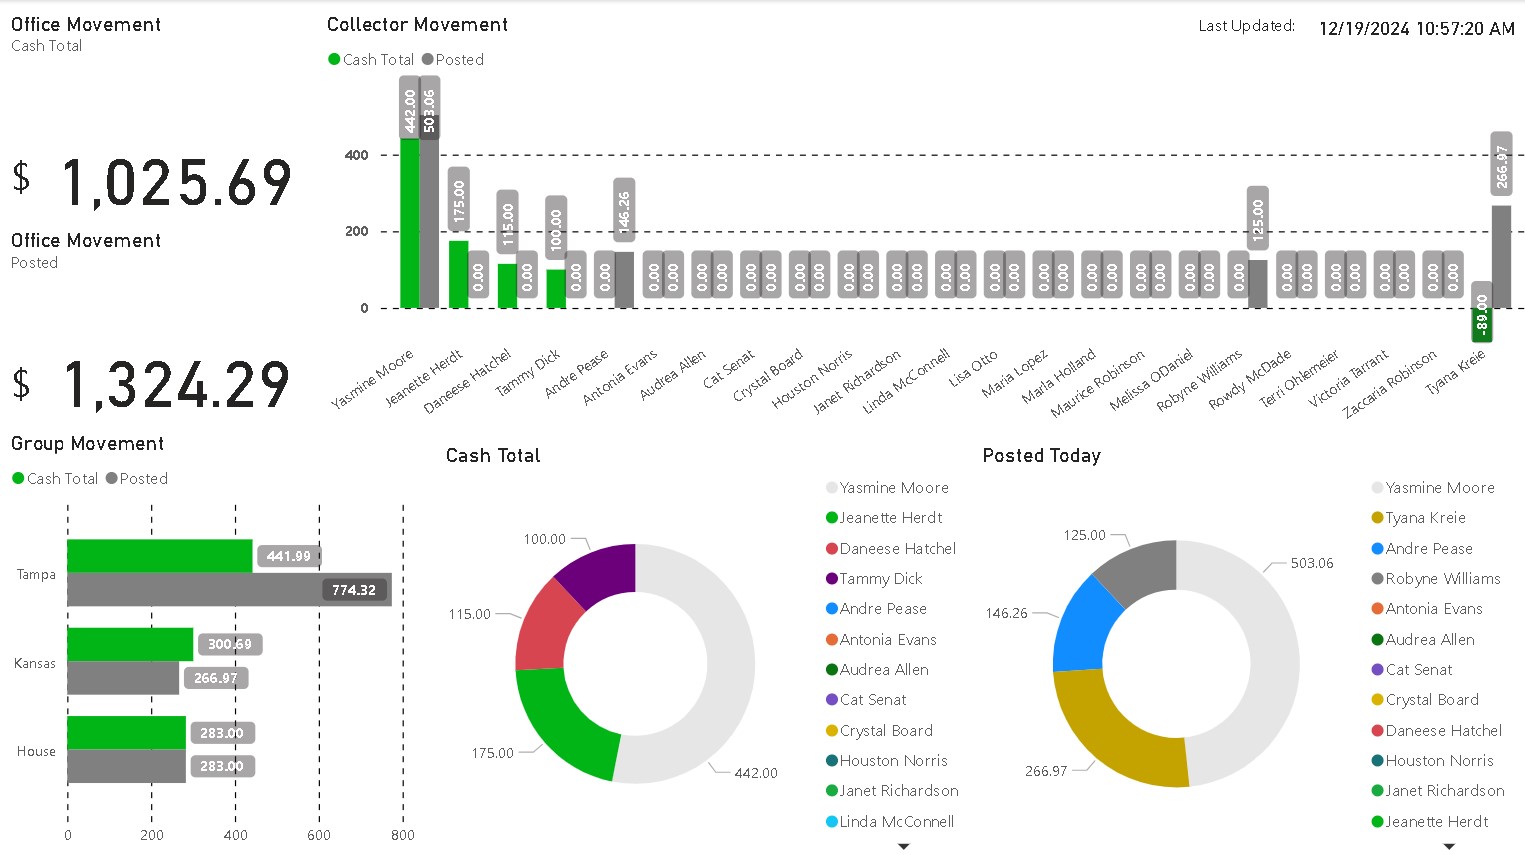 Office Movement
Cash Total
$ 1,025.69
Office Movement
Posted
$ 1,324.29
Collector Movement
Cash Total Posted
Last Updated: 12/19/2024 10:57:20 AM
400
200
0
442.00 503.06 175.00 0.00 115.00 0.00 100.00 0.00 0.00 146.26 0.00 0.00 0.00 0.00 0.00 0.00 0.00 0.00 0.00 0.00 0.00 0.00 0.00 0.00 0.00 0.00 0.00 0.00 0.00 0.00 0.00 0.00 0.00 0.00 0.00 125.00 0.00 0.00 0.00 0.00 0.00 0.00 0.00 0.00 -89.00 266.97
Yasmine Moore
Jeanette Herdt
Daneese Hatchel
Tammy Dick
Andre Pease
Antonia Evans
Audrea Allen
Cat Senat
Crystal Board
Houston Norris
Janet Richardson
Linda McConnell
Lisa Otto
Maria Lopez
Marla Holland
Maurice Robinson
Melissa ODaniel
Robyne Williams
Rowdy McDade
Terri Ohlemeier
Victoria Tarrant
Zaccaria Robinson
Tyana Kreie
Group Movement
Cash Total Posted
Tampa
441.99
774.32
Kansas
300.69
266.97
House
283.00
283.00
0 200 400 600 800
Cash Total
100.00
115.00
175.00
442.00
Yasmine Moore
Jeanette Herdt
Daneese Hatchel
Tammy Dick
Andre Pease
Antonia Evans
Audrea Allen
Cat Senat
Crystal Board
Houston Norris
Janet Richardson
Linda McConnell
Posted Today
125.00
503.06
146.26
266.97
Yasmine Moore
Tyana Kreie
Andre Pease
Robyne Williams
Antonia Evans
Audrea Allen
Cat Senat
Crystal Board
Daneese Hatchel
Houston Norris
Janet Richardson
Jeanette Herdt